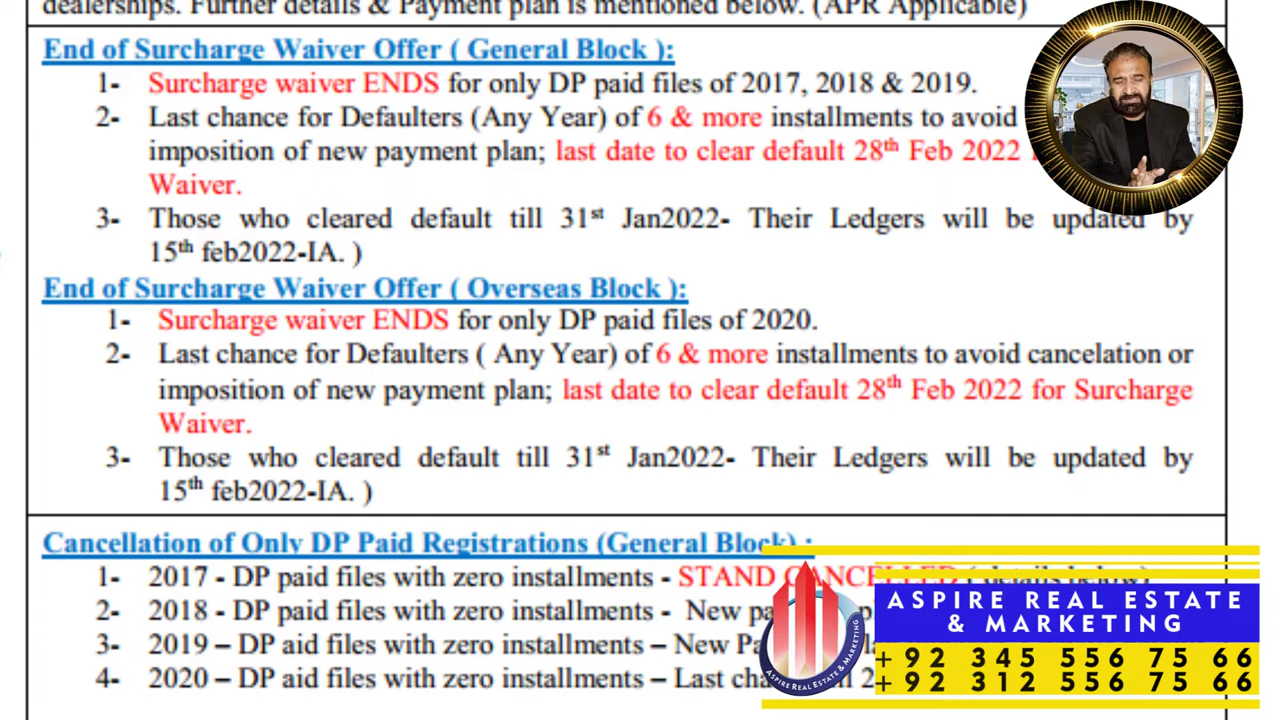 dealerships. Further details & Payment plan is mentioned below. (APR Applicable)
End of Surcharge Waiver Offer ( General Block ):
1- Surcharge waiver ENDS for only DP paid files of 2017, 2018 & 2019.
2- Last chance for Defaulters (Any Year) of 6 & more installments to avoid
imposition of new payment plan; last date to clear default 28th Feb 2022
Waiver.
3- Those who cleared default till 31st Jan2022- Their Ledgers will be updated by
15th feb2022-IA. )
End of Surcharge Waiver Offer ( Overseas Block ):
1- Surcharge waiver ENDS for only DP paid files of 2020.
2- Last chance for Defaulters ( Any Year) of 6 & more installments to avoid cancelation or
imposition of new payment plan; last date to clear default 28th Feb 2022 for Surcharge
Waiver.
3- Those who cleared default till 31st Jan2022- Their Ledgers will be updated by
15th feb2022-IA. )
Cancellation of Only DP Paid Registrations (General Block) :
1- 2017 - DP paid files with zero installments - STAND CANCELLED ( details below)
2- 2018 - DP paid files with zero installments - New
3- 2019 – DP aid files with zero installments – New
4- 2020 – DP aid files with zero installments – Last
ASPIRE REAL ESTATE
& MARKETING
+92 345 556 75 66
+92 312 556 75 66
ASPIRE REAL ESTATE & MARKETING